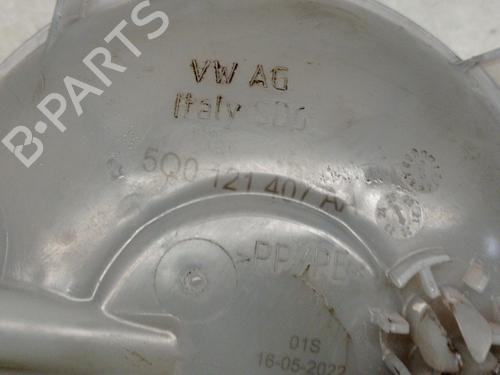 B-PARTS
VW AG
Italy
5Q0 121 407
>PP/PE<
01S
16-05-2022